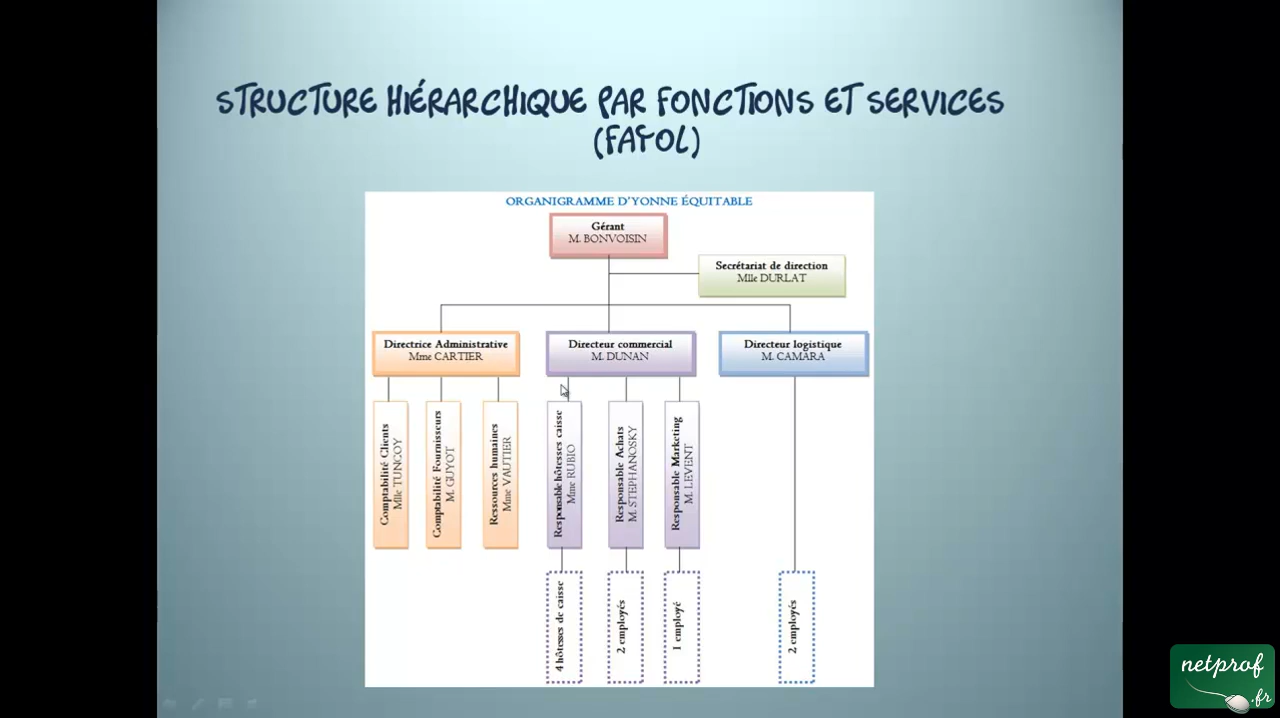 STRUCTURE HIÉRARCHIQUE PAR FONCTIONS ET SERVICES
(FAYOL)
ORGANIGRAMME D'YONNE ÉQUITABLE
Gérant
M. BONVOISIN
Secrétariat de direction
Mlle DURLAT
Directrice Administrative
Mme CARTIER
Directeur commercial
M. DUNAN
Directeur logistique
M. CAMARA
Comptabilité Clients
Mlle TUNCOY
Comptabilité Fournisseurs
M. GUYOT
Ressources humaines
Mme VAUTIER
Responsable hôtesses caisse
Mme RUBIO
Responsable Achats
M. STEPHANOSKY
Responsable Marketing
M. LEVENT
4 hôtesses de caisse
2 employés
1 employé
2 employés
netprof
.fr